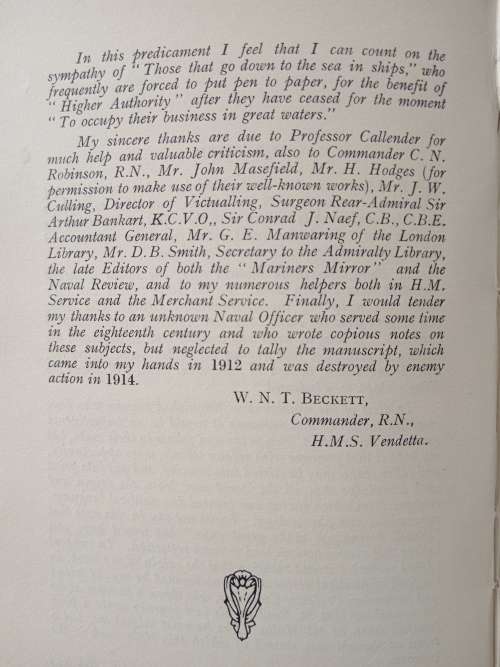 In this predicament I feel that I can count on the
sympathy of " Those that go down to the sea in ships," who
frequently are forced to put pen to paper, for the benefit of
" Higher Authority " after they have ceased for the moment
" To occupy their business in great waters."
My sincere thanks are due to Professor Callender for
much help and valuable criticism, also to Commander C. N.
Robinson, R.N., Mr. John Masefield, Mr. H. Hodges (for
permission to make use of their well-known works), Mr. J. W.
Culling, Director of Victualling, Surgeon Rear-Admiral Sir
Arthur Bankart, K.C.V.O,, Sir Conrad J. Naef, C.B., C.B.E.
Accountant General, Mr. G. E. Manwaring of the London
Library, Mr. D. B. Smith, Secretary to the Admiralty Library,
the late Editors of both the " Mariners Mirror " and the
Naval Review, and to my numerous helpers both in H.M.
Service and the Merchant Service. Finally, I would tender
my thanks to an unknown Naval Officer who served some time
in the eighteenth century and who wrote copious notes on
these subjects, but neglected to tally the manuscript, which
came into my hands in 1912 and was destroyed by enemy
action in 1914.
W. N. T. BECKETT,
Commander, R.N.,
H.M.S. Vendetta.